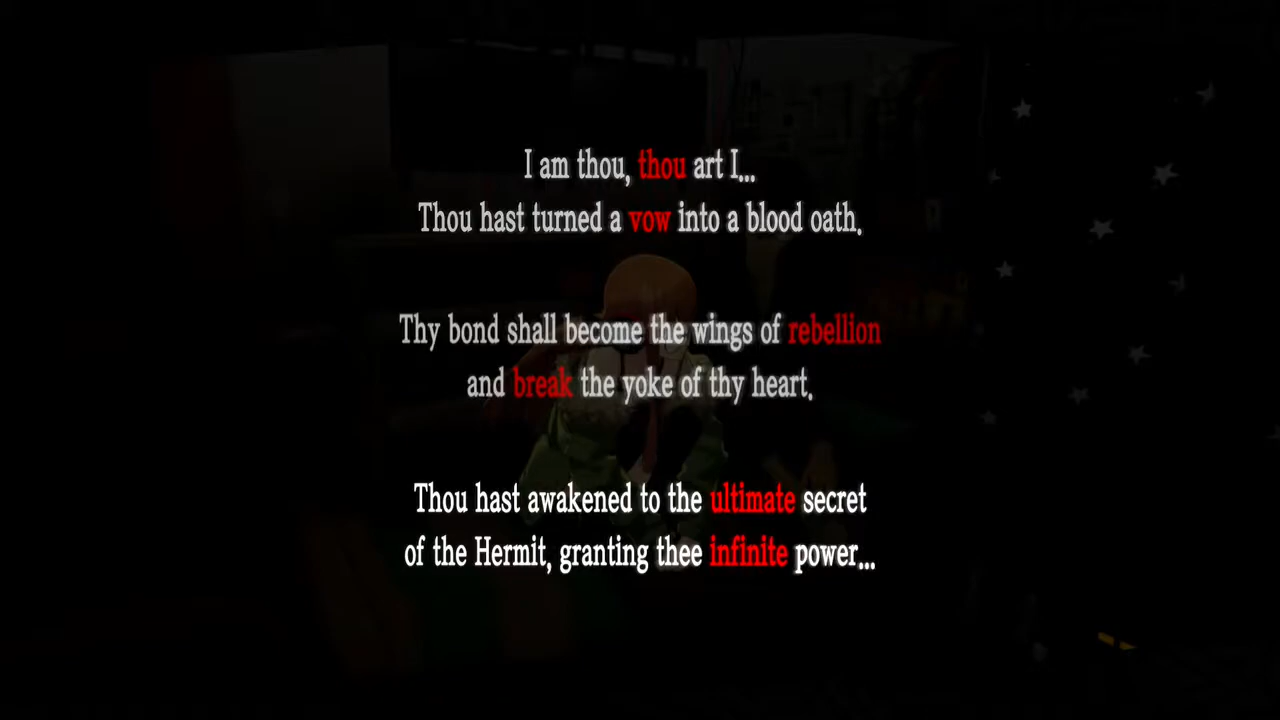 I am thou, thou art I...
Thou hast turned a vow into a blood oath.
Thy bond shall become the wings of rebellion
and break the yoke of thy heart.
Thou hast awakened to the ultimate secret
of the Hermit, granting thee infinite power...